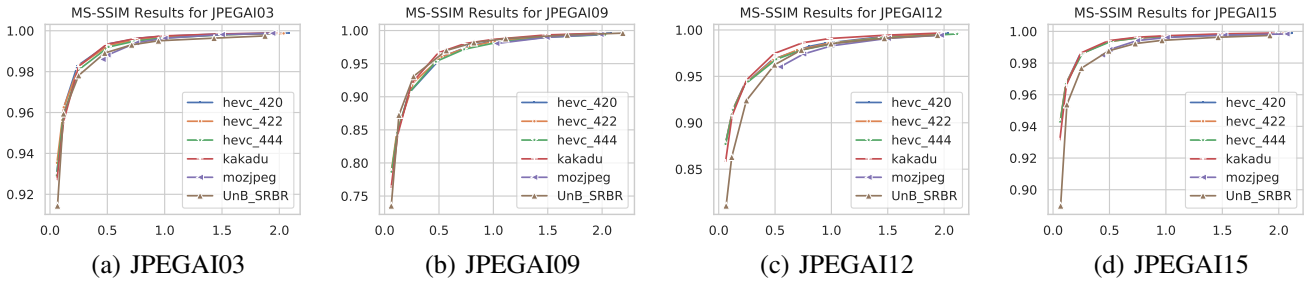 MS-SSIM Results for JPEGAI03
1.00
0.98
0.96
0.94
0.92
0.0 0.5 1.0 1.5 2.0
hevc_420
hevc_422
hevc_444
kakadu
mozjpeg
UnB_SRBR
(a) JPEGAI03
MS-SSIM Results for JPEGAI09
1.00
0.95
0.90
0.85
0.80
0.75
0.0 0.5 1.0 1.5 2.0
hevc_420
hevc_422
hevc_444
kakadu
mozjpeg
UnB_SRBR
(b) JPEGAI09
MS-SSIM Results for JPEGAI12
1.00
0.95
0.90
0.85
0.0 0.5 1.0 1.5 2.0
hevc_420
hevc_422
hevc_444
kakadu
mozjpeg
UnB_SRBR
(c) JPEGAI12
MS-SSIM Results for JPEGAI15
1.00
0.98
0.96
0.94
0.92
0.90
0.0 0.5 1.0 1.5 2.0
hevc_420
hevc_422
hevc_444
kakadu
mozjpeg
UnB_SRBR
(d) JPEGAI15